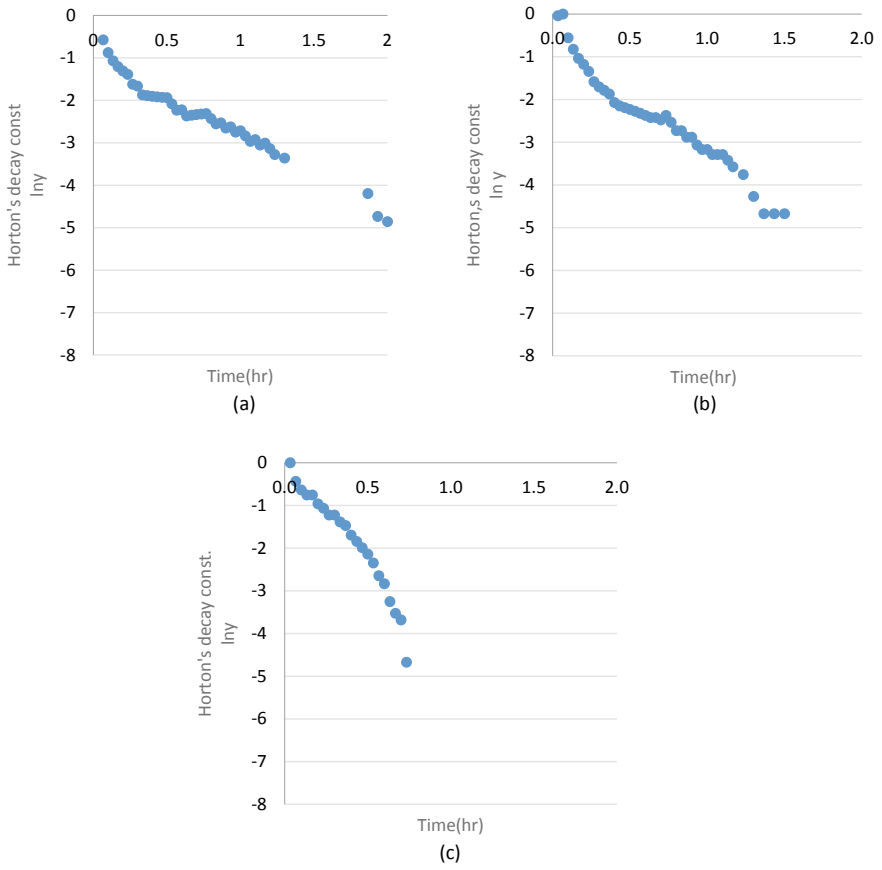 0
0 0.5 1 1.5 2
-1
-2
-3
-4
-5
-6
-7
-8
Horton's decay const
lny
Time(hr)
(a)
0
0.0 0.5 1.0 1.5 2.0
-1
-2
-3
-4
-5
-6
-7
-8
Horton,s decay const
ln y
Time(hr)
(b)
0
0.0 0.5 1.0 1.5 2.0
-1
-2
-3
-4
-5
-6
-7
-8
Horton's decay const.
lny
Time(hr)
(c)